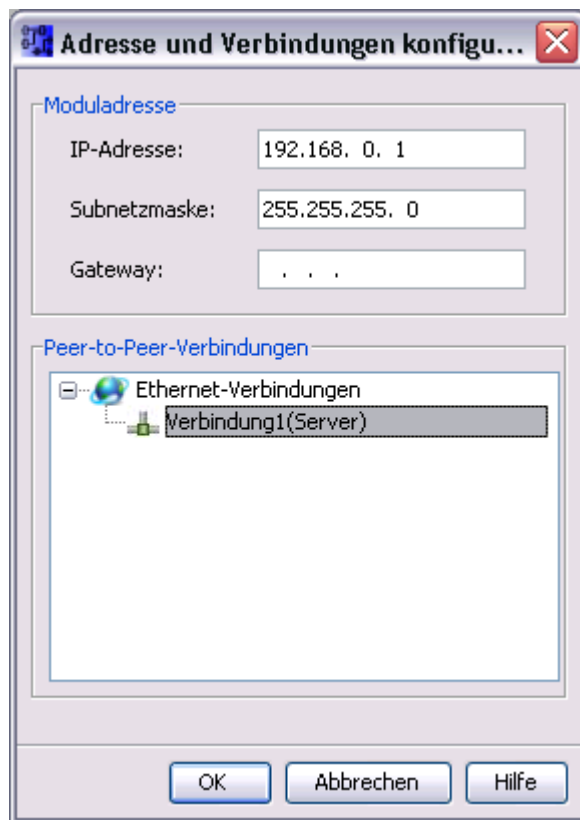 Adresse und Verbindungen konfigu...
Moduladresse
IP-Adresse: 192.168. 0. 1
Subnetzmaske: 255.255.255. 0
Gateway: . . .
Peer-to-Peer-Verbindungen
Ethernet-Verbindungen
Verbindung1(Server)
OK Abbrechen Hilfe